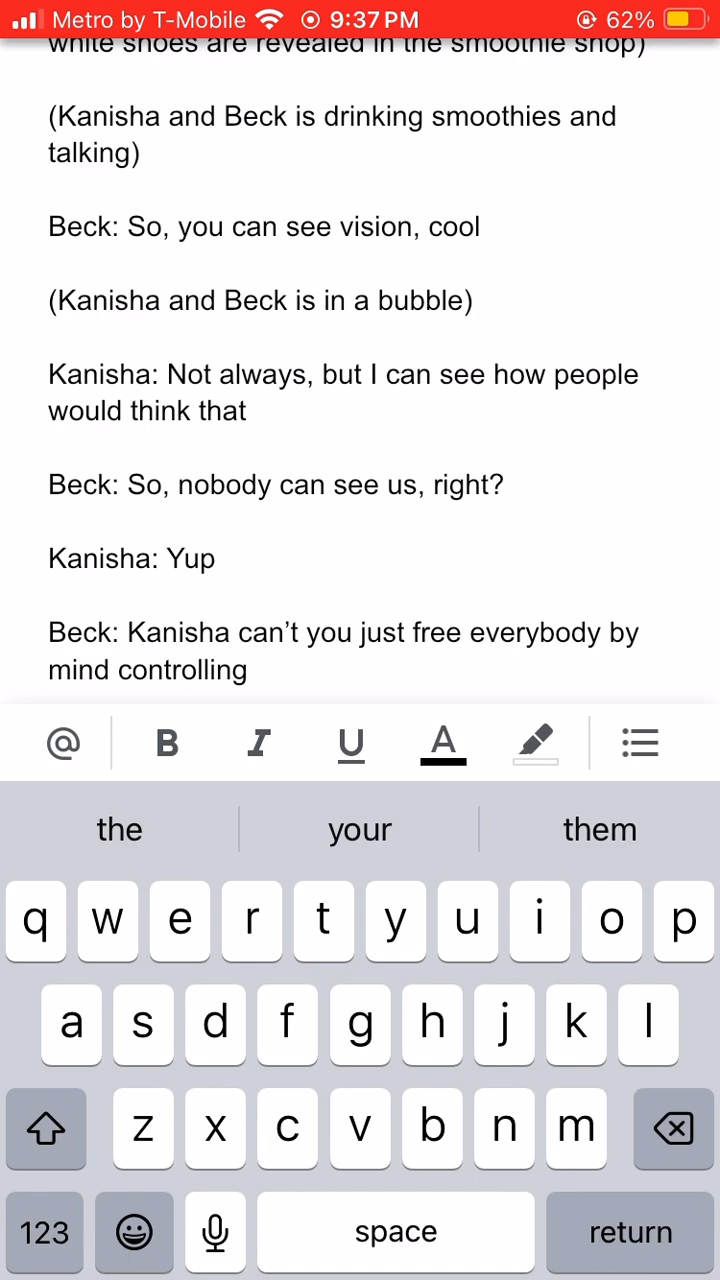 Metro by T-Mobile 9:37 PM 62%
white shoes are revealed in the smoothie shop)
(Kanisha and Beck is drinking smoothies and
talking)
Beck: So, you can see vision, cool
(Kanisha and Beck is in a bubble)
Kanisha: Not always, but I can see how people
would think that
Beck: So, nobody can see us, right?
Kanisha: Yup
Beck: Kanisha can’t you just free everybody by
mind controlling
@ B I U A
the your them
q w e r t y u i o p
a s d f g h j k l
z x c v b n m
123 space return